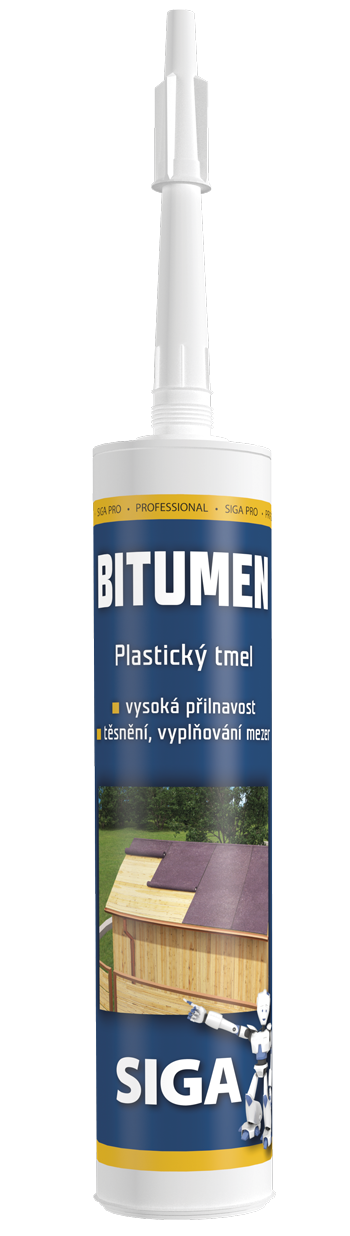 SIGA PRO • PROFESSIONAL • SIGA PRO •
BITUMEN
Plastický tmel
■ vysoká přilnavost
■ těsnění, vyplňování mezer
SIGA